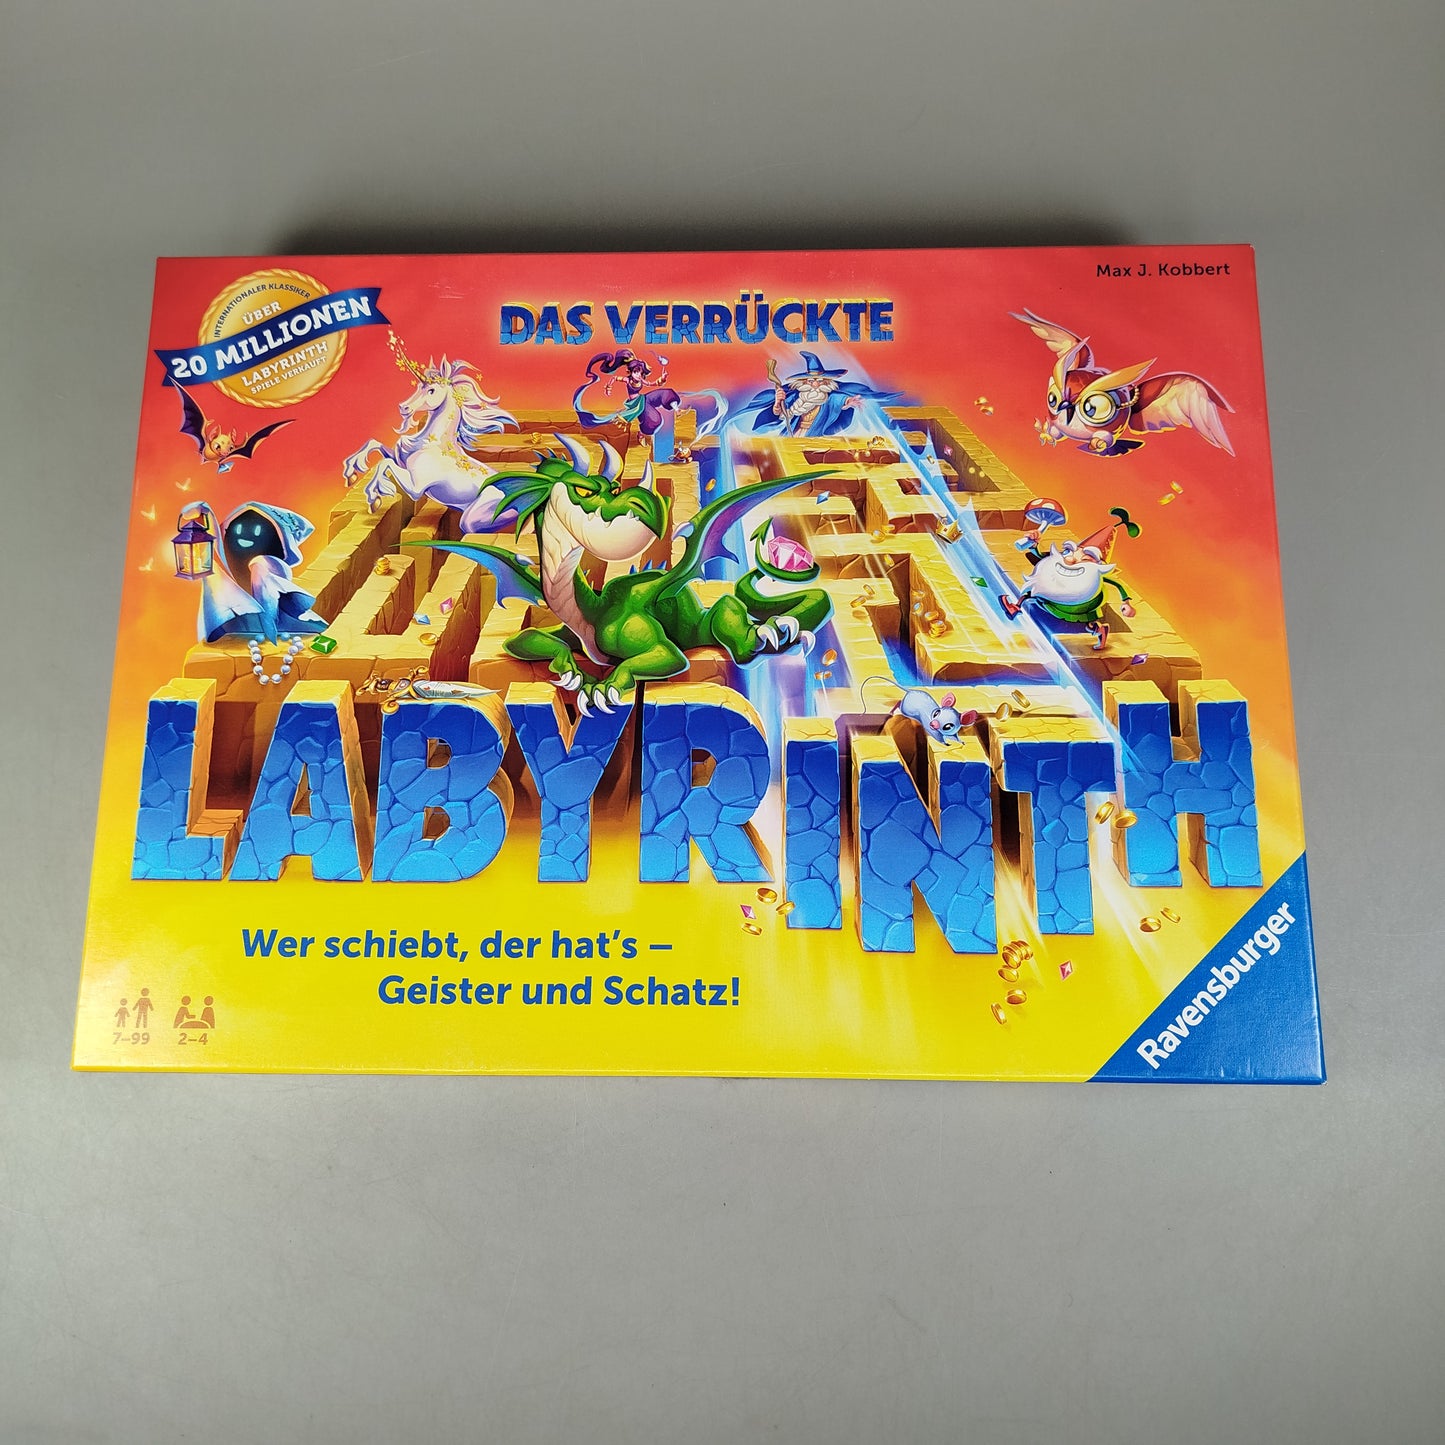 Max J. Kobbert
INTERNATIONALER KLASSIKER
ÜBER
20 MILLIONEN
LABYRINTH
SPIELE VERKAUFT
DAS VERRÜCKTE
LABYRINTH
Wer schiebt, der hat's –
Geister und Schatz!
7–99
2–4
Ravensburger